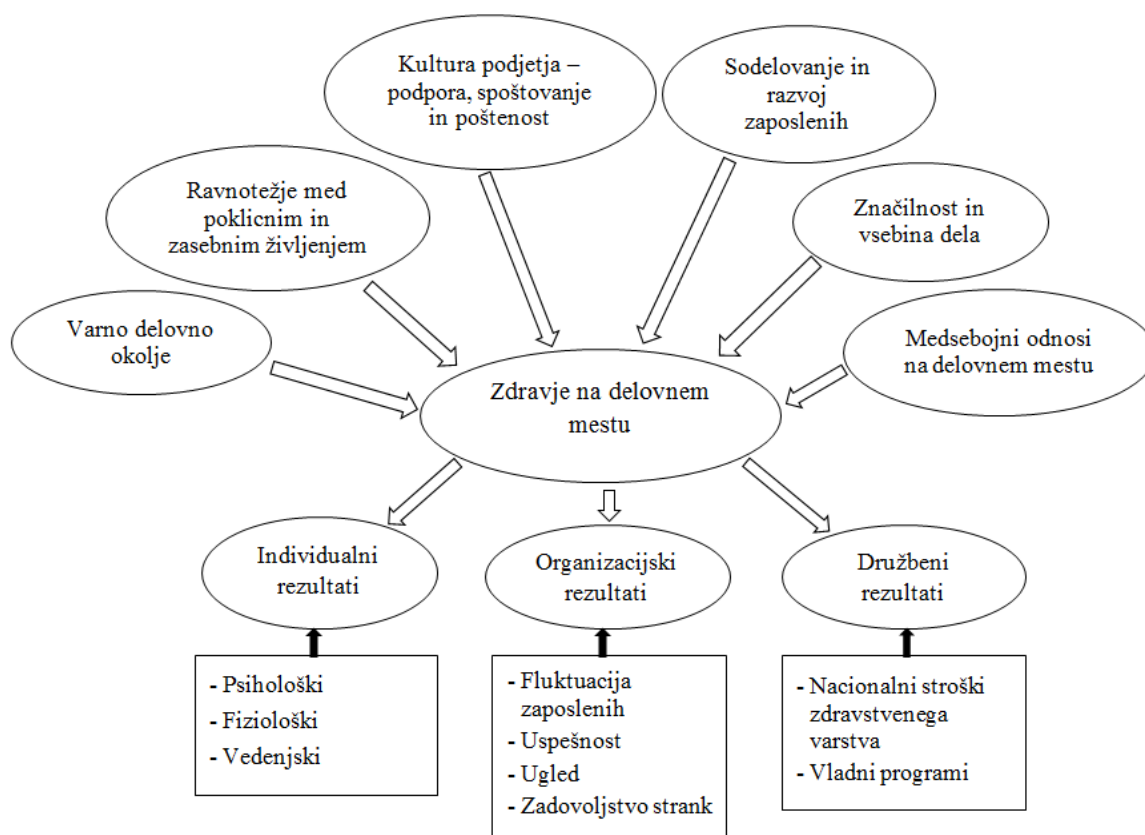 Kultura podjetja –
podpora, spoštovanje
in poštenost
Sodelovanje in
razvoj
zaposlenih
Ravnotežje med
poklicnim in
zasebnim življenjem
Značilnost in
vsebina dela
Varno delovno
okolje
Medsebojni odnosi
na delovnem mestu
Zdravje na delovnem
mestu
Individualni
rezultati
Organizacijski
rezultati
Družbeni
rezultati
- Psihološki
- Fiziološki
- Vedenjski
- Fluktuacija
zaposlenih
- Uspešnost
- Ugled
- Zadovoljstvo strank
- Nacionalni stroški
zdravstvenega
varstva
- Vladni programi